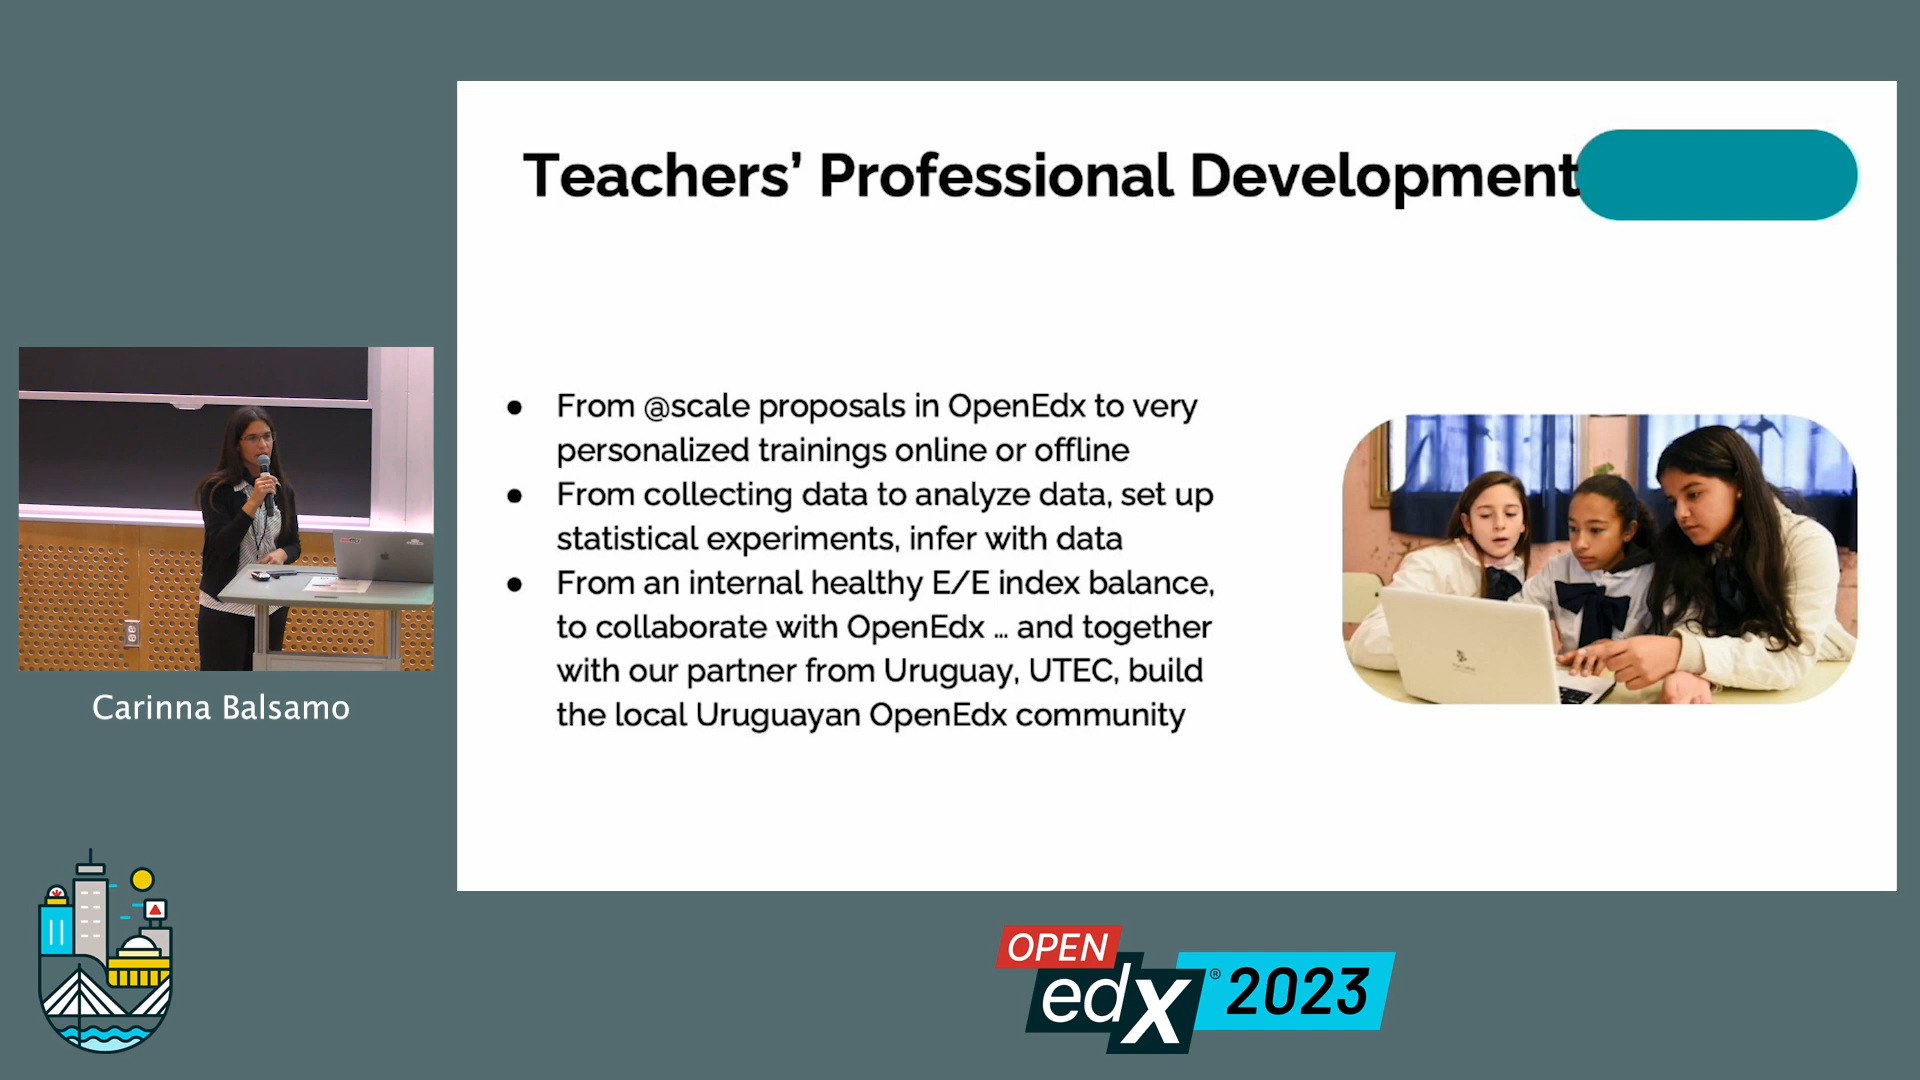 Teachers’ Professional Development
● From @scale proposals in OpenEdx to very
personalized trainings online or offline
● From collecting data to analyze data, set up
statistical experiments, infer with data
● From an internal healthy E/E index balance,
to collaborate with OpenEdx ... and together
with our partner from Uruguay, UTEC, build
the local Uruguayan OpenEdx community
Carinna Balsamo
OPEN
edX® 2023